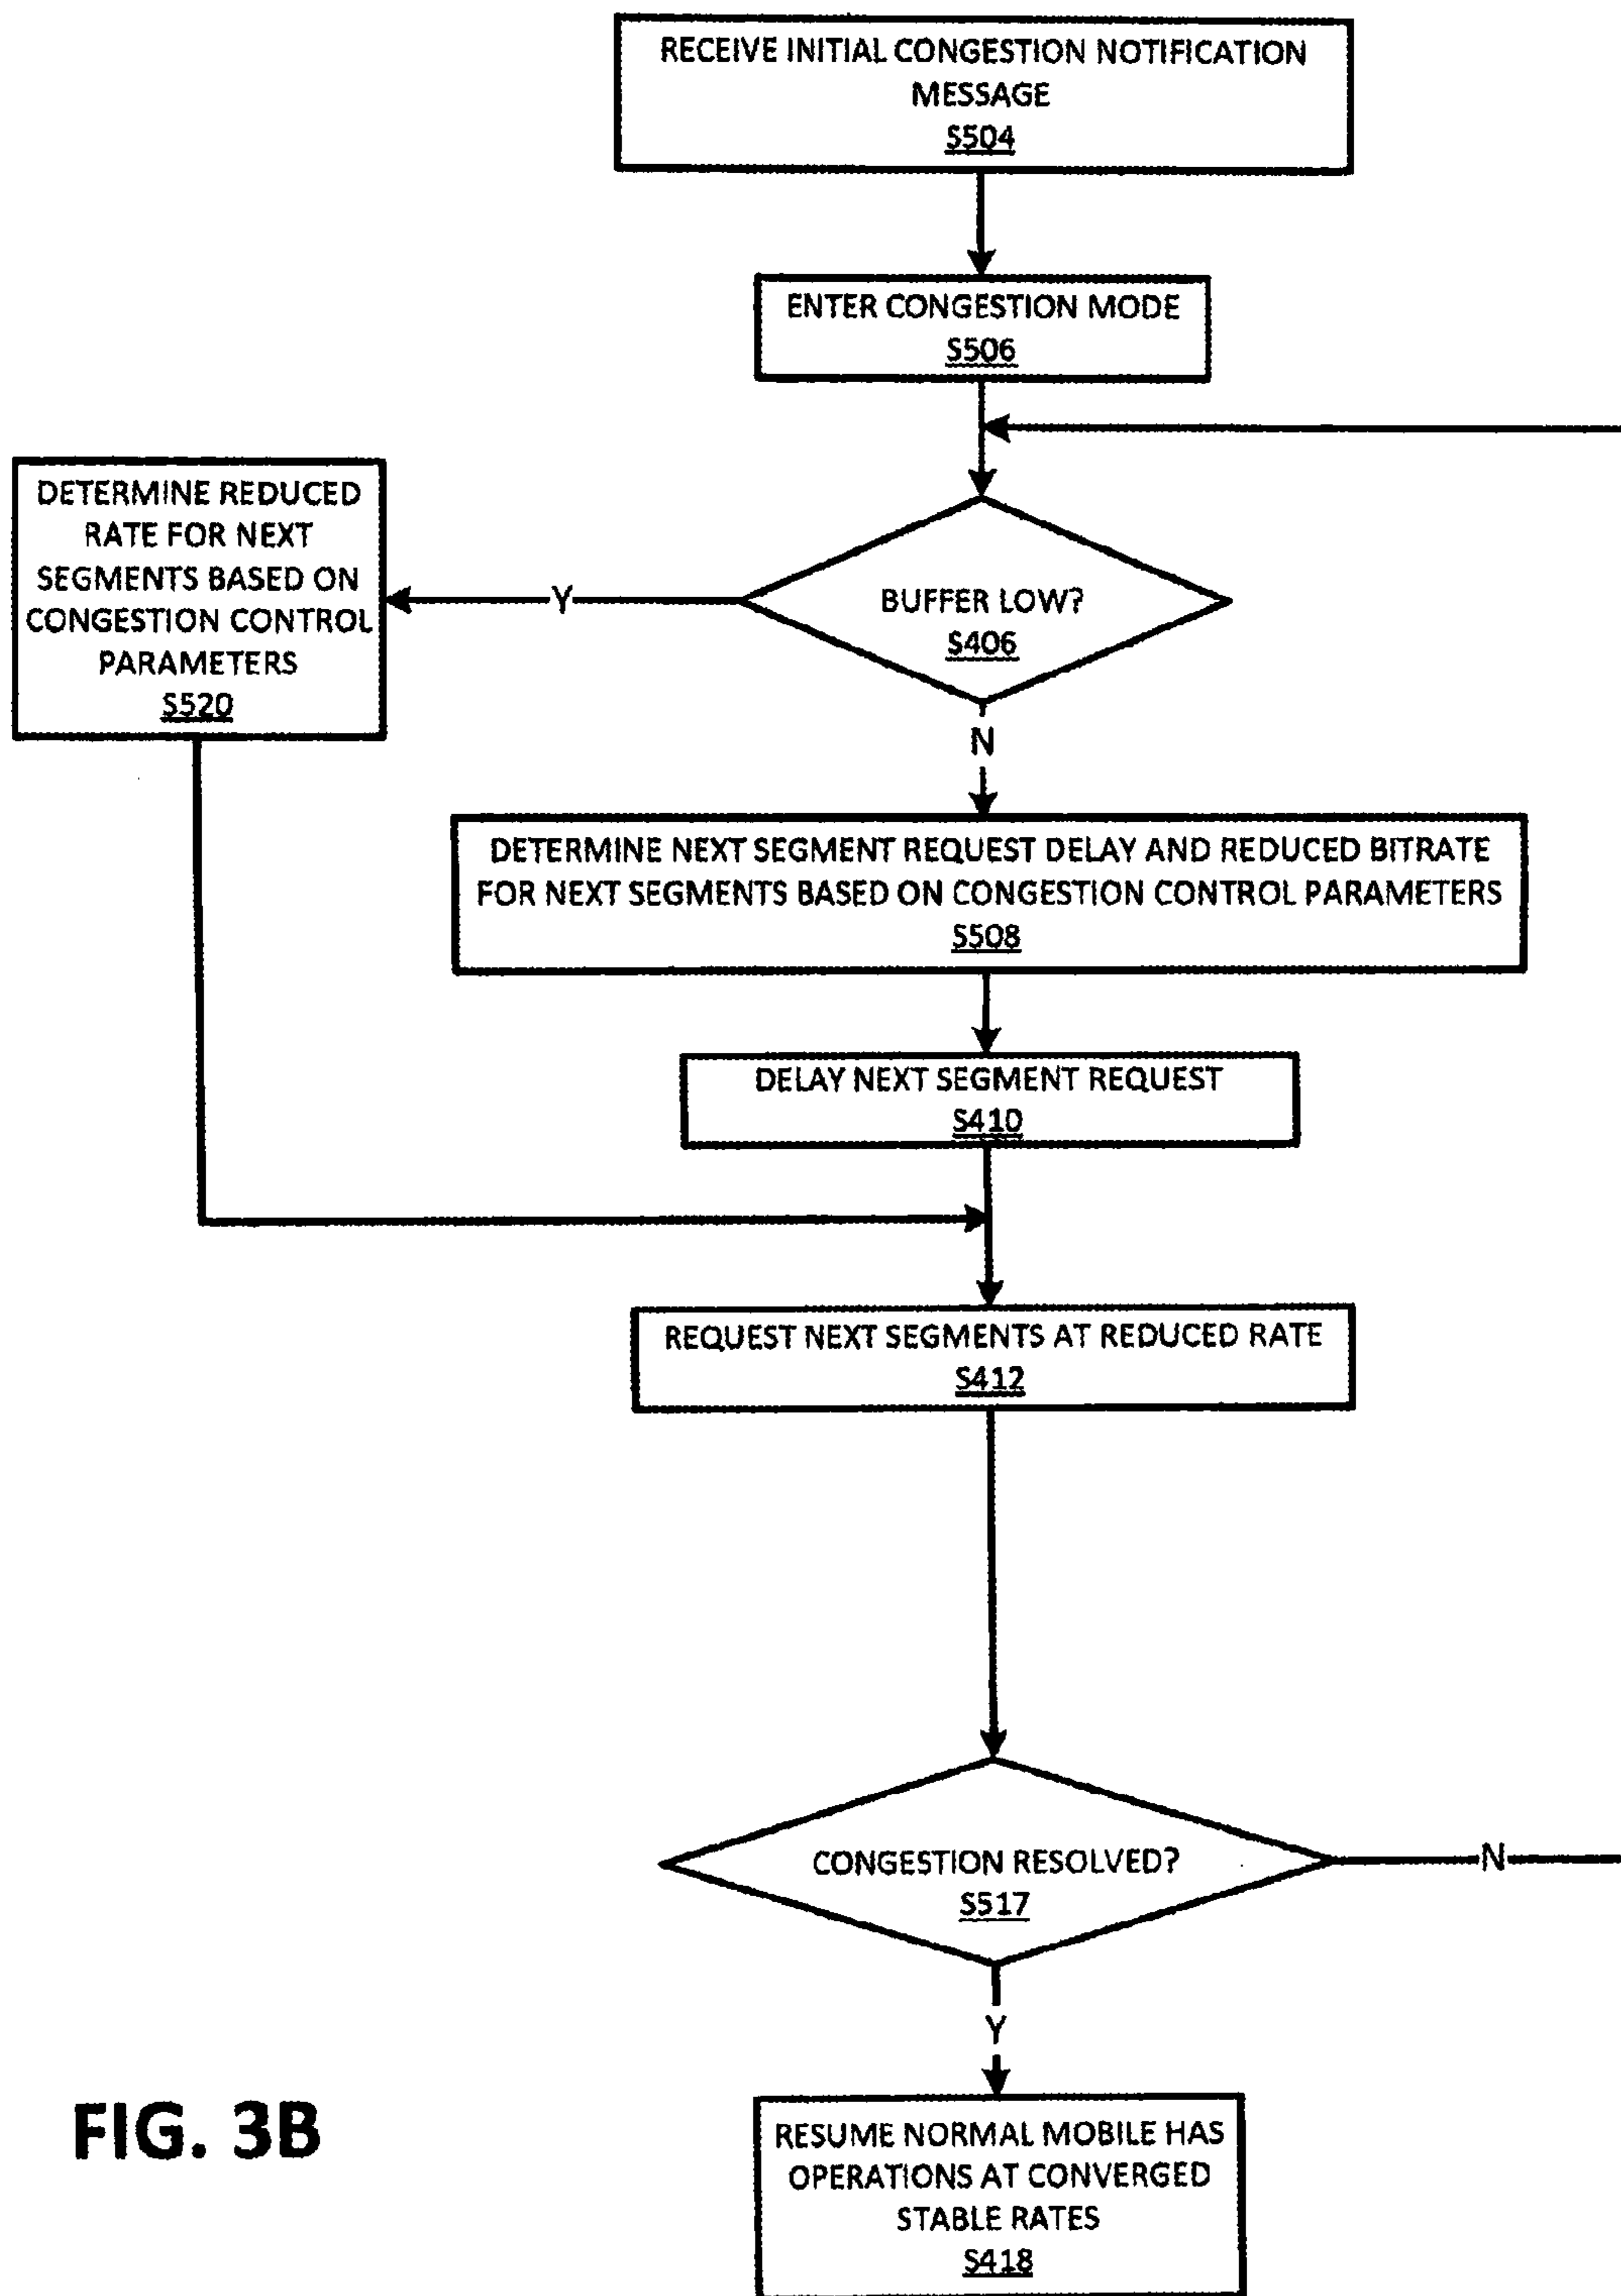 RECEIVE INITIAL CONGESTION NOTIFICATION
MESSAGE
S504
ENTER CONGESTION MODE
S506
DETERMINE REDUCED
RATE FOR NEXT
SEGMENTS BASED ON
CONGESTION CONTROL
PARAMETERS
S520
Y
BUFFER LOW?
S406
N
DETERMINE NEXT SEGMENT REQUEST DELAY AND REDUCED BITRATE
FOR NEXT SEGMENTS BASED ON CONGESTION CONTROL PARAMETERS
S508
DELAY NEXT SEGMENT REQUEST
S410
REQUEST NEXT SEGMENTS AT REDUCED RATE
S412
CONGESTION RESOLVED?
S517
N
Y
RESUME NORMAL MOBILE HAS
OPERATIONS AT CONVERGED
STABLE RATES
S418
FIG. 3B